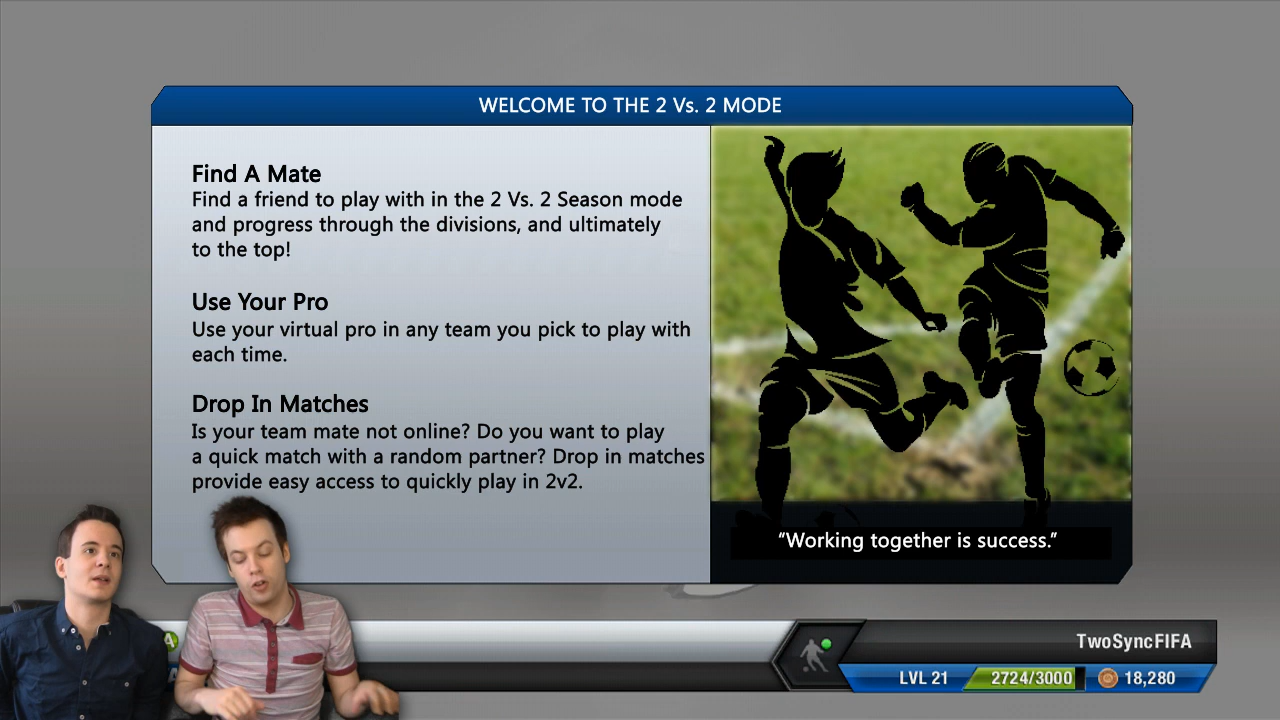 WELCOME TO THE 2 Vs. 2 MODE
Find A Mate
Find a friend to play with in the 2 Vs. 2 Season mode
and progress through the divisions, and ultimately
to the top!
Use Your Pro
Use your virtual pro in any team you pick to play with
each time.
Drop In Matches
Is your team mate not online? Do you want to play
a quick match with a random partner? Drop in matches
provide easy access to quickly play in 2v2.
“Working together is success.”
A
TwoSyncFIFA
LVL 21
2724/3000
18,280